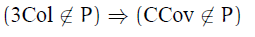 (3Col ∉ P) ⇒ (CCov ∉ P)